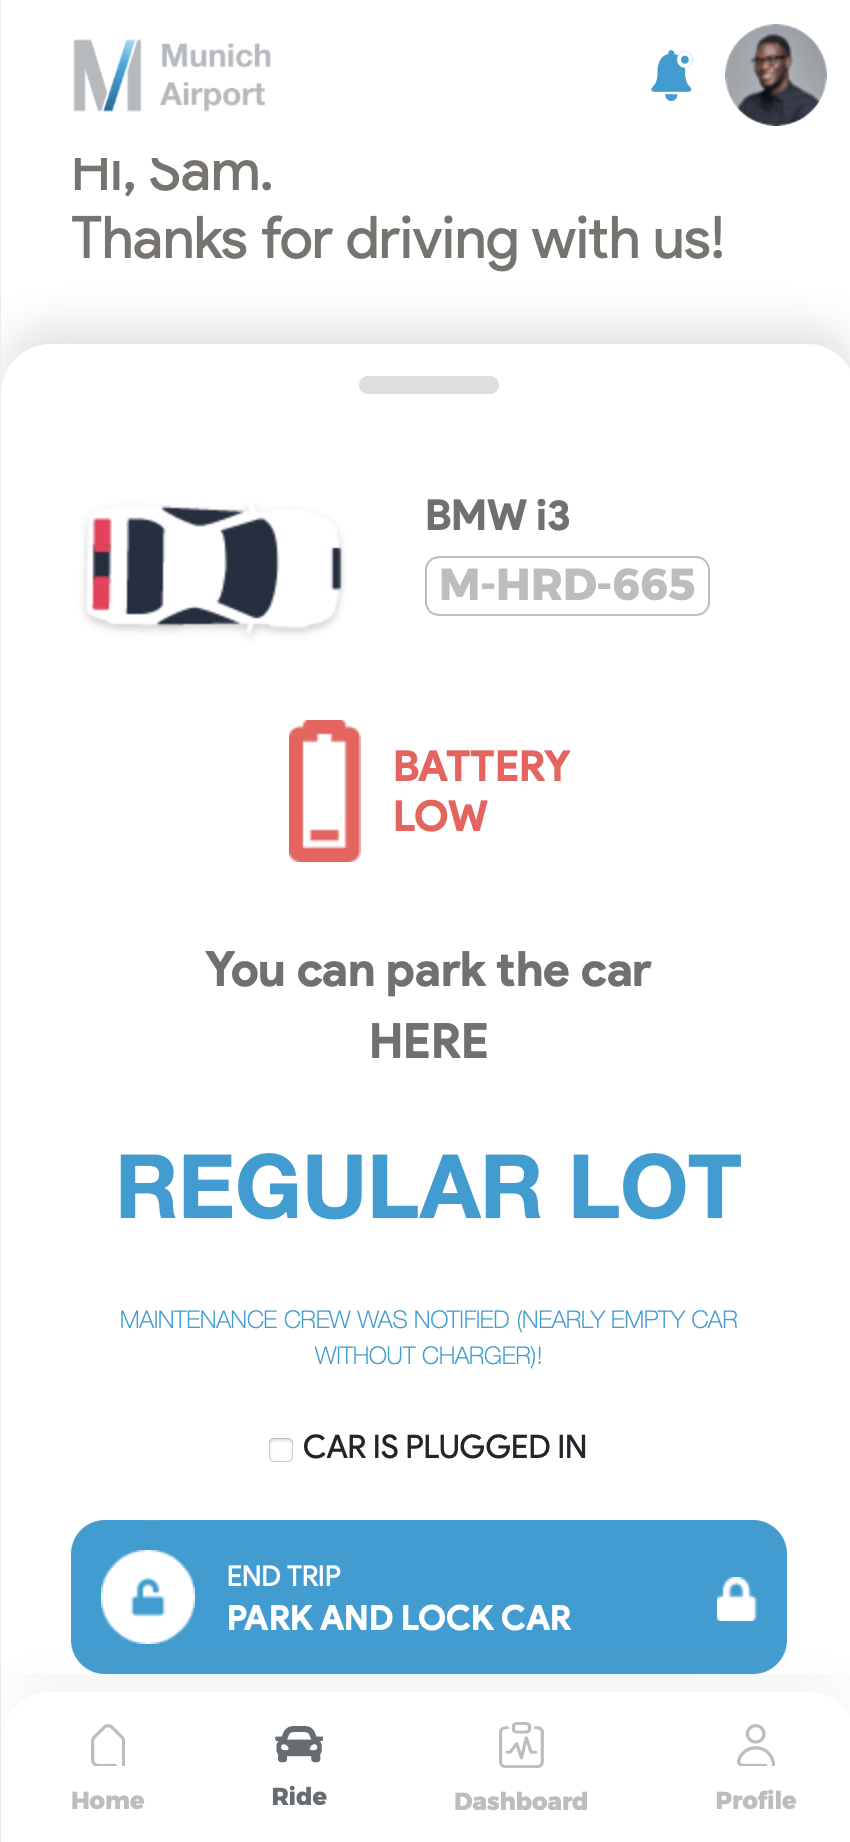 Munich
Airport
Hi, Sam.
Thanks for driving with us!
BMW i3
M-HRD-665
BATTERY
LOW
You can park the car
HERE
REGULAR LOT
MAINTENANCE CREW WAS NOTIFIED (NEARLY EMPTY CAR
WITHOUT CHARGER)!
CAR IS PLUGGED IN
END TRIP
PARK AND LOCK CAR
Home
Ride
Dashboard
Profile